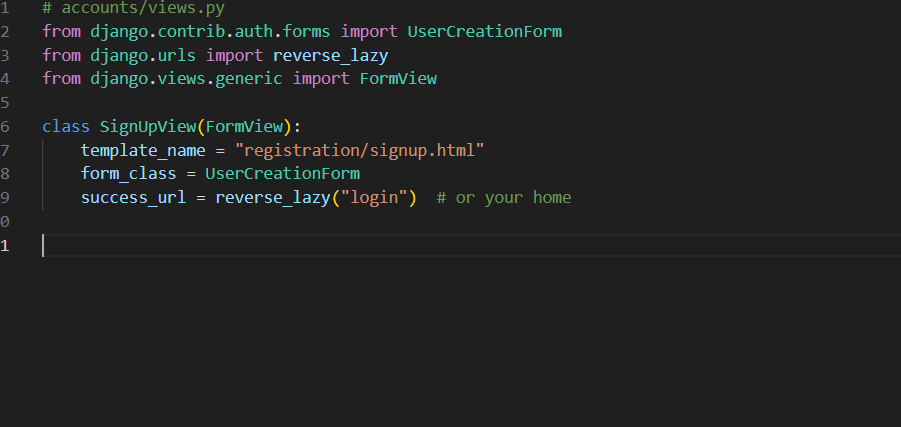 1 # accounts/views.py
2 from django.contrib.auth.forms import UserCreationForm
3 from django.urls import reverse_lazy
4 from django.views.generic import FormView
5
6 class SignUpView(FormView):
7     template_name = "registration/signup.html"
8     form_class = UserCreationForm
9     success_url = reverse_lazy("login")  # or your home
0
1